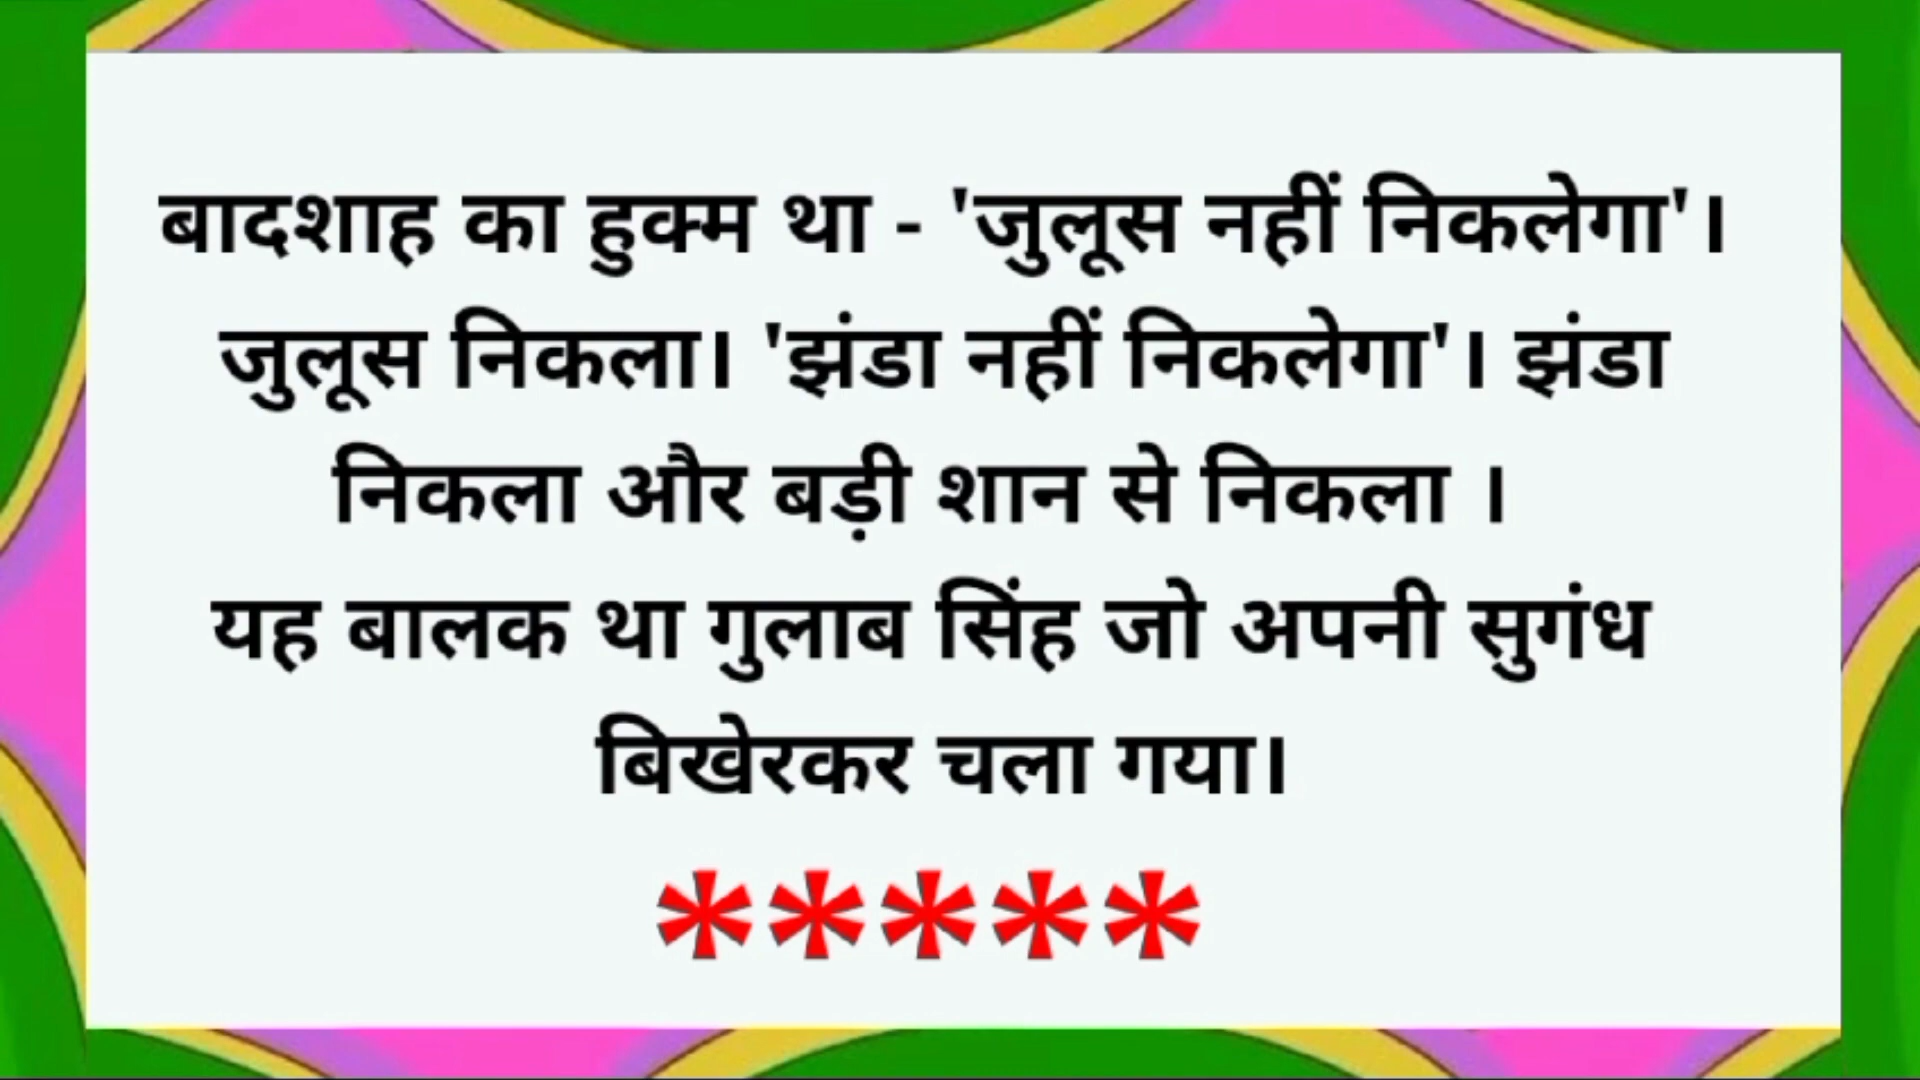 बादशाह का हुक्म था - 'जुलूस नहीं निकलेगा'।
जुलूस निकला। 'झंडा नहीं निकलेगा'। झंडा
निकला और बड़ी शान से निकला ।
यह बालक था गुलाब सिंह जो अपनी सुगंध
बिखेरकर चला गया।
*****